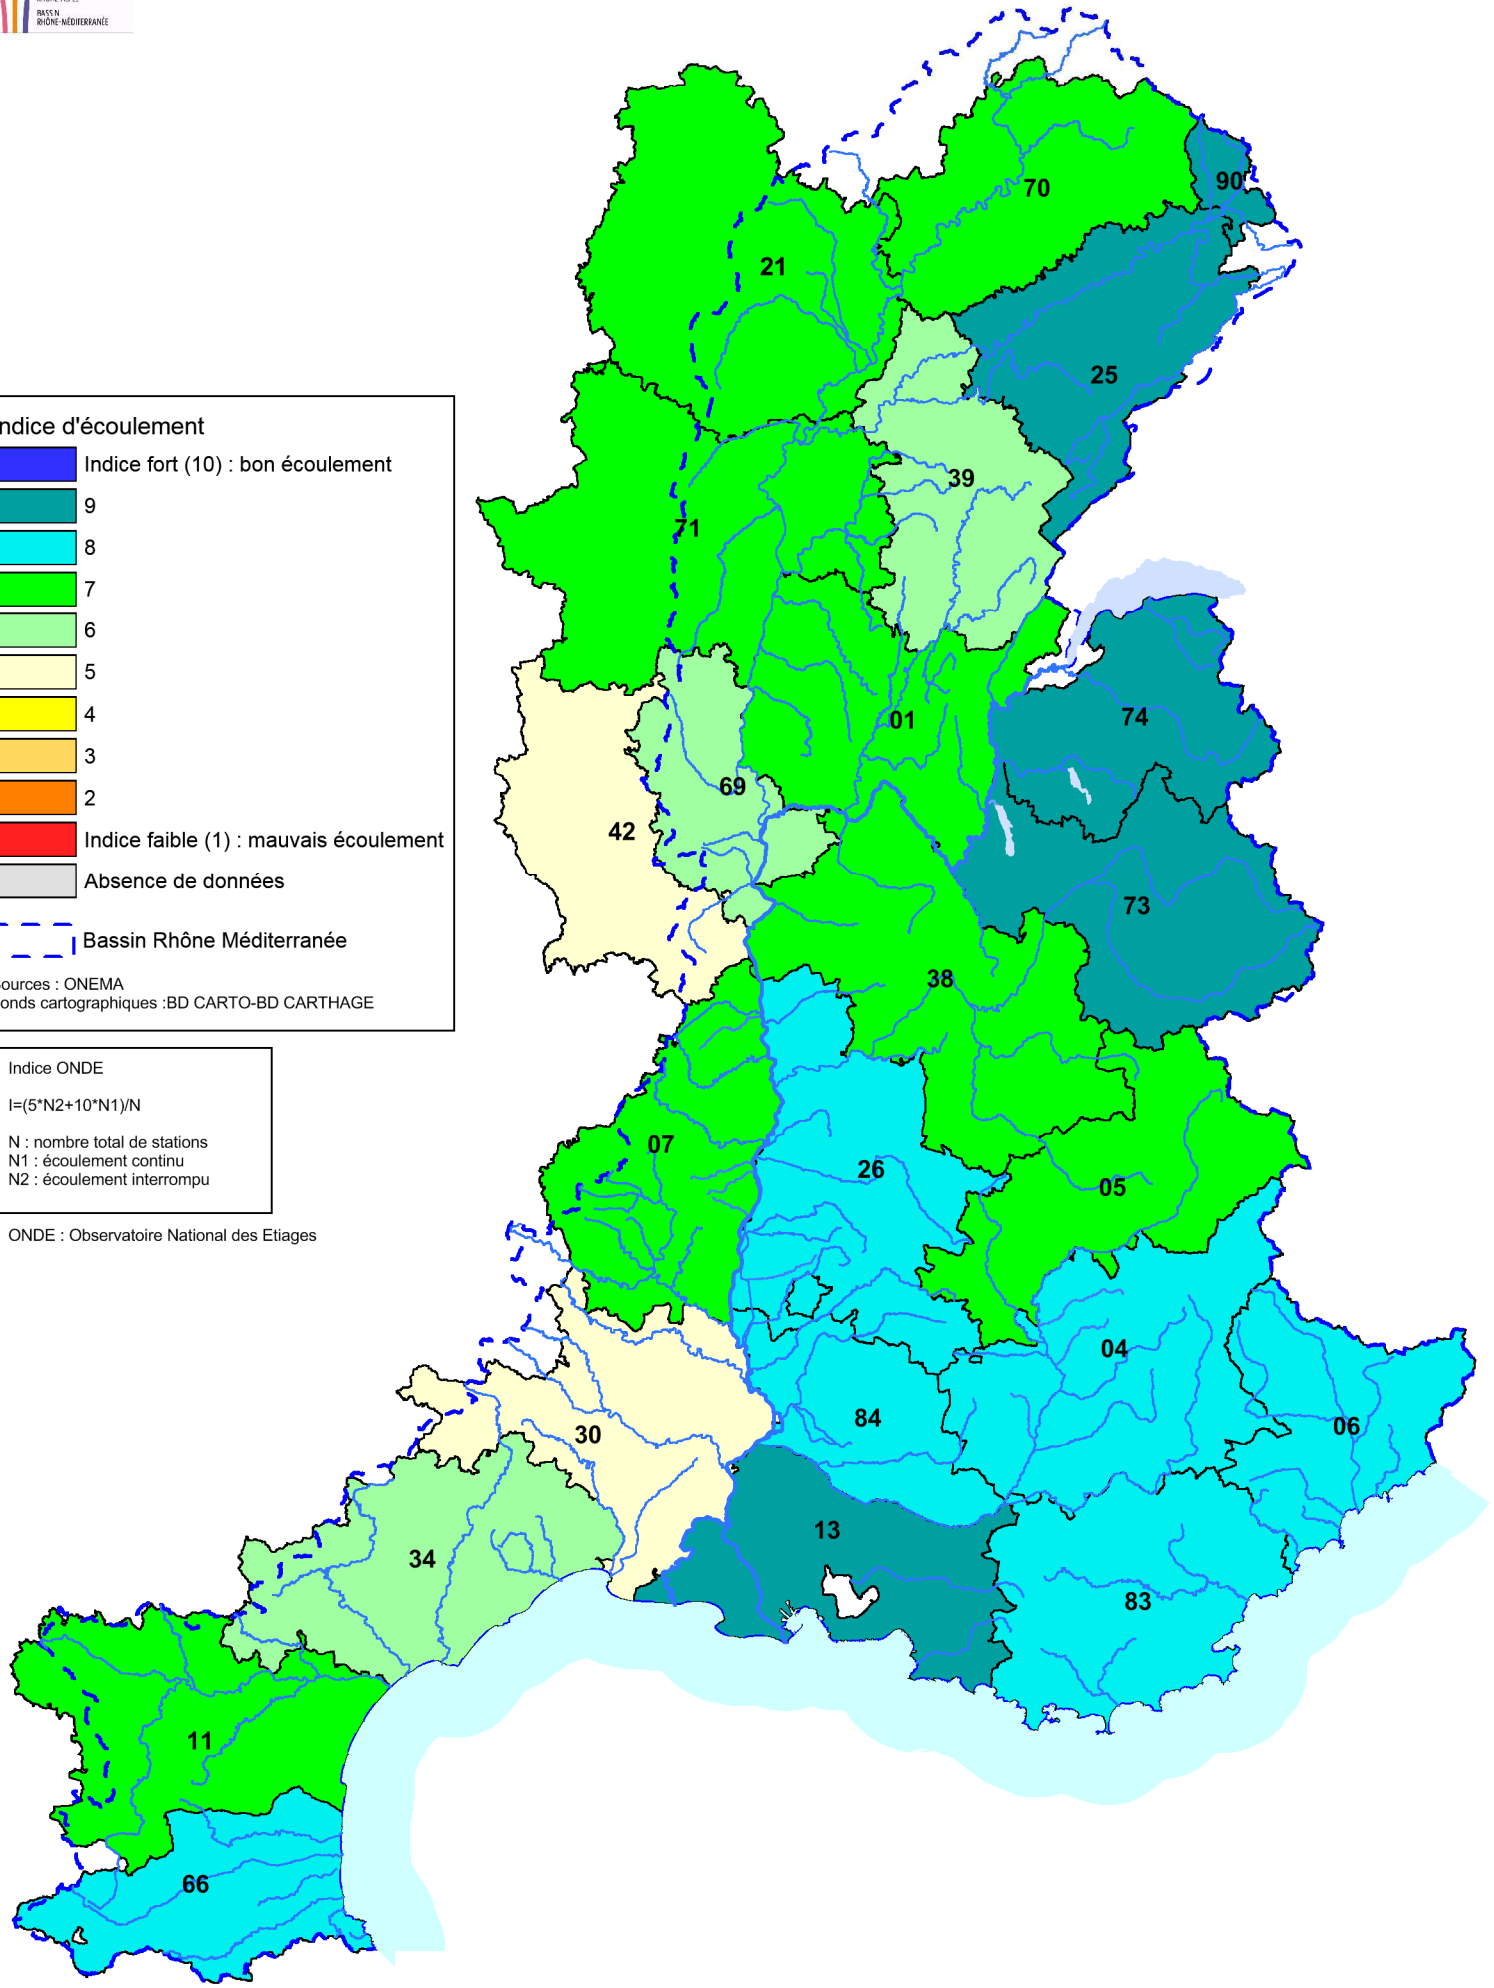 BASSIN
RHÔNE-MÉDITERRANÉE
ndice d'écoulement
Indice fort (10) : bon écoulement
9
8
7
6
5
4
3
2
Indice faible (1) : mauvais écoulement
Absence de données
Bassin Rhône Méditerranée
Sources : ONEMA
onds cartographiques :BD CARTO-BD CARTHAGE
Indice ONDE
I=(5*N2+10*N1)/N
N : nombre total de stations
N1 : écoulement continu
N2 : écoulement interrompu
ONDE : Observatoire National des Etiages
90
70
21
25
39
71
74
01
69
42
73
38
07
26
05
04
84
06
30
13
34
83
11
66